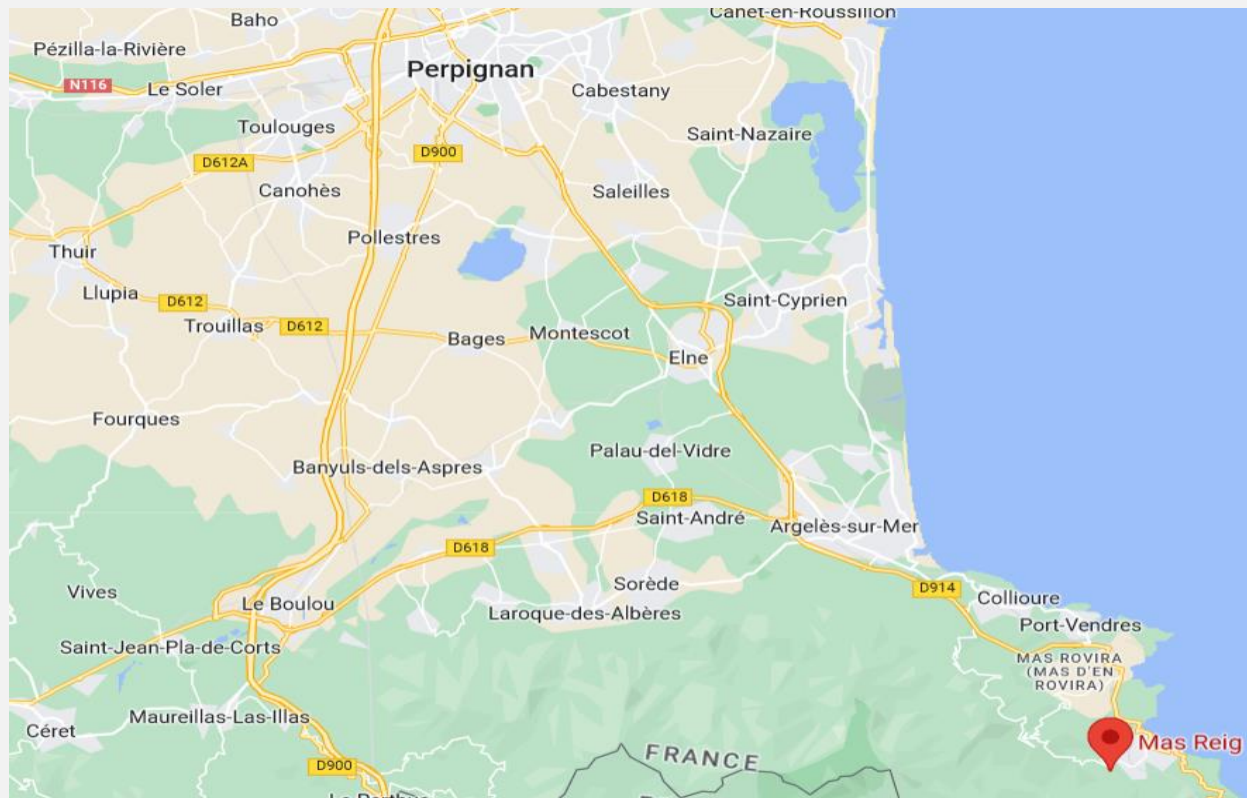 Canet-en-Roussillon
Baho
Pézilla-la-Rivière
Perpignan
N116
Le Soler
Cabestany
Toulouges
Saint-Nazaire
D612A
D900
Canohès
Saleilles
Pollestres
Thuir
Llupia
D612
Saint-Cyprien
Trouillas
D612
Bages
Montescot
Elne
Fourques
Palau-del-Vidre
Banyuls-dels-Aspres
D618
Saint-André
Argelès-sur-Mer
D618
Vives
Sorède
D914
Le Boulou
Laroque-des-Albères
Collioure
Port-Vendres
Saint-Jean-Pla-de-Corts
MAS ROVIRA
(MAS D'EN
ROVIRA)
Maureillas-Las-Illas
Céret
Mas Reig
FRANCE
D900